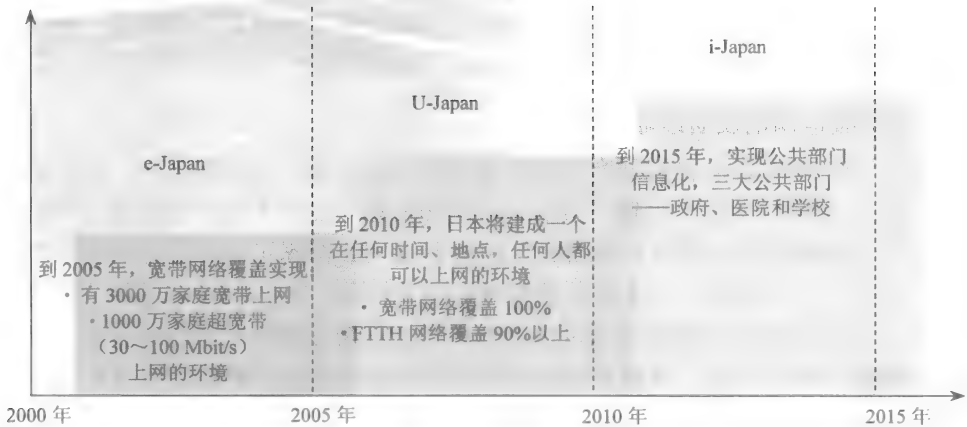 i-Japan
U-Japan
e-Japan
到 2005 年，宽带网络覆盖实现
· 有 3000 万家庭宽带上网
· 1000 万家庭超宽带
（30～100 Mbit/s）
上网的环境
到 2010 年，日本将建成一个
在任何时间、地点，任何人都
可以上网的环境
· 宽带网络覆盖 100%
· FTTH 网络覆盖 90%以上
到 2015 年，实现公共部门
信息化，三大公共部门
——政府、医院和学校
2000 年
2005 年
2010 年
2015 年